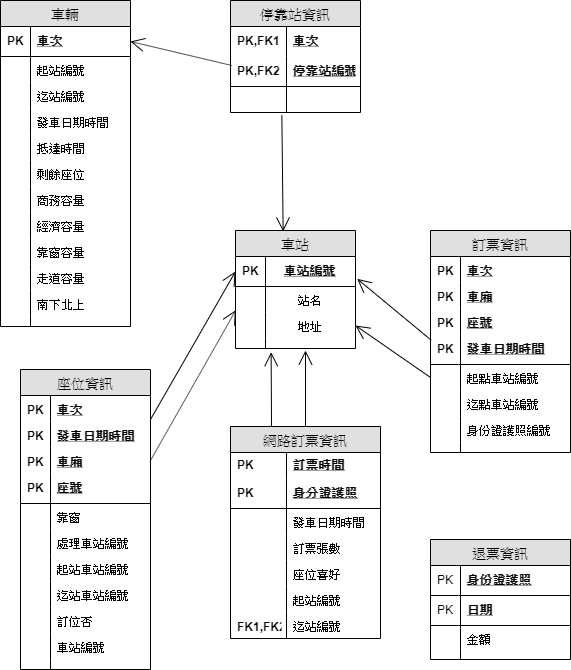 車輛
PK 車次
起站編號
迄站編號
發車日期時間
抵達時間
剩餘座位
商務容量
經濟容量
靠窗容量
走道容量
南下北上
停靠站資訊
PK,FK1 車次
PK,FK2 停靠站編號
車站
PK 車站編號
站名
地址
訂票資訊
PK 車次
PK 車廂
PK 座號
PK 發車日期時間
起點車站編號
迄點車站編號
身份證護照編號
座位資訊
PK 車次
PK 發車日期時間
PK 車廂
PK 座號
靠窗
處理車站編號
起站車站編號
迄站車站編號
訂位否
車站編號
網路訂票資訊
PK 訂票時間
PK 身分證護照
發車日期時間
訂票張數
座位喜好
起站編號
FK1,FK2 迄站編號
退票資訊
PK 身份證護照
PK 日期
金額